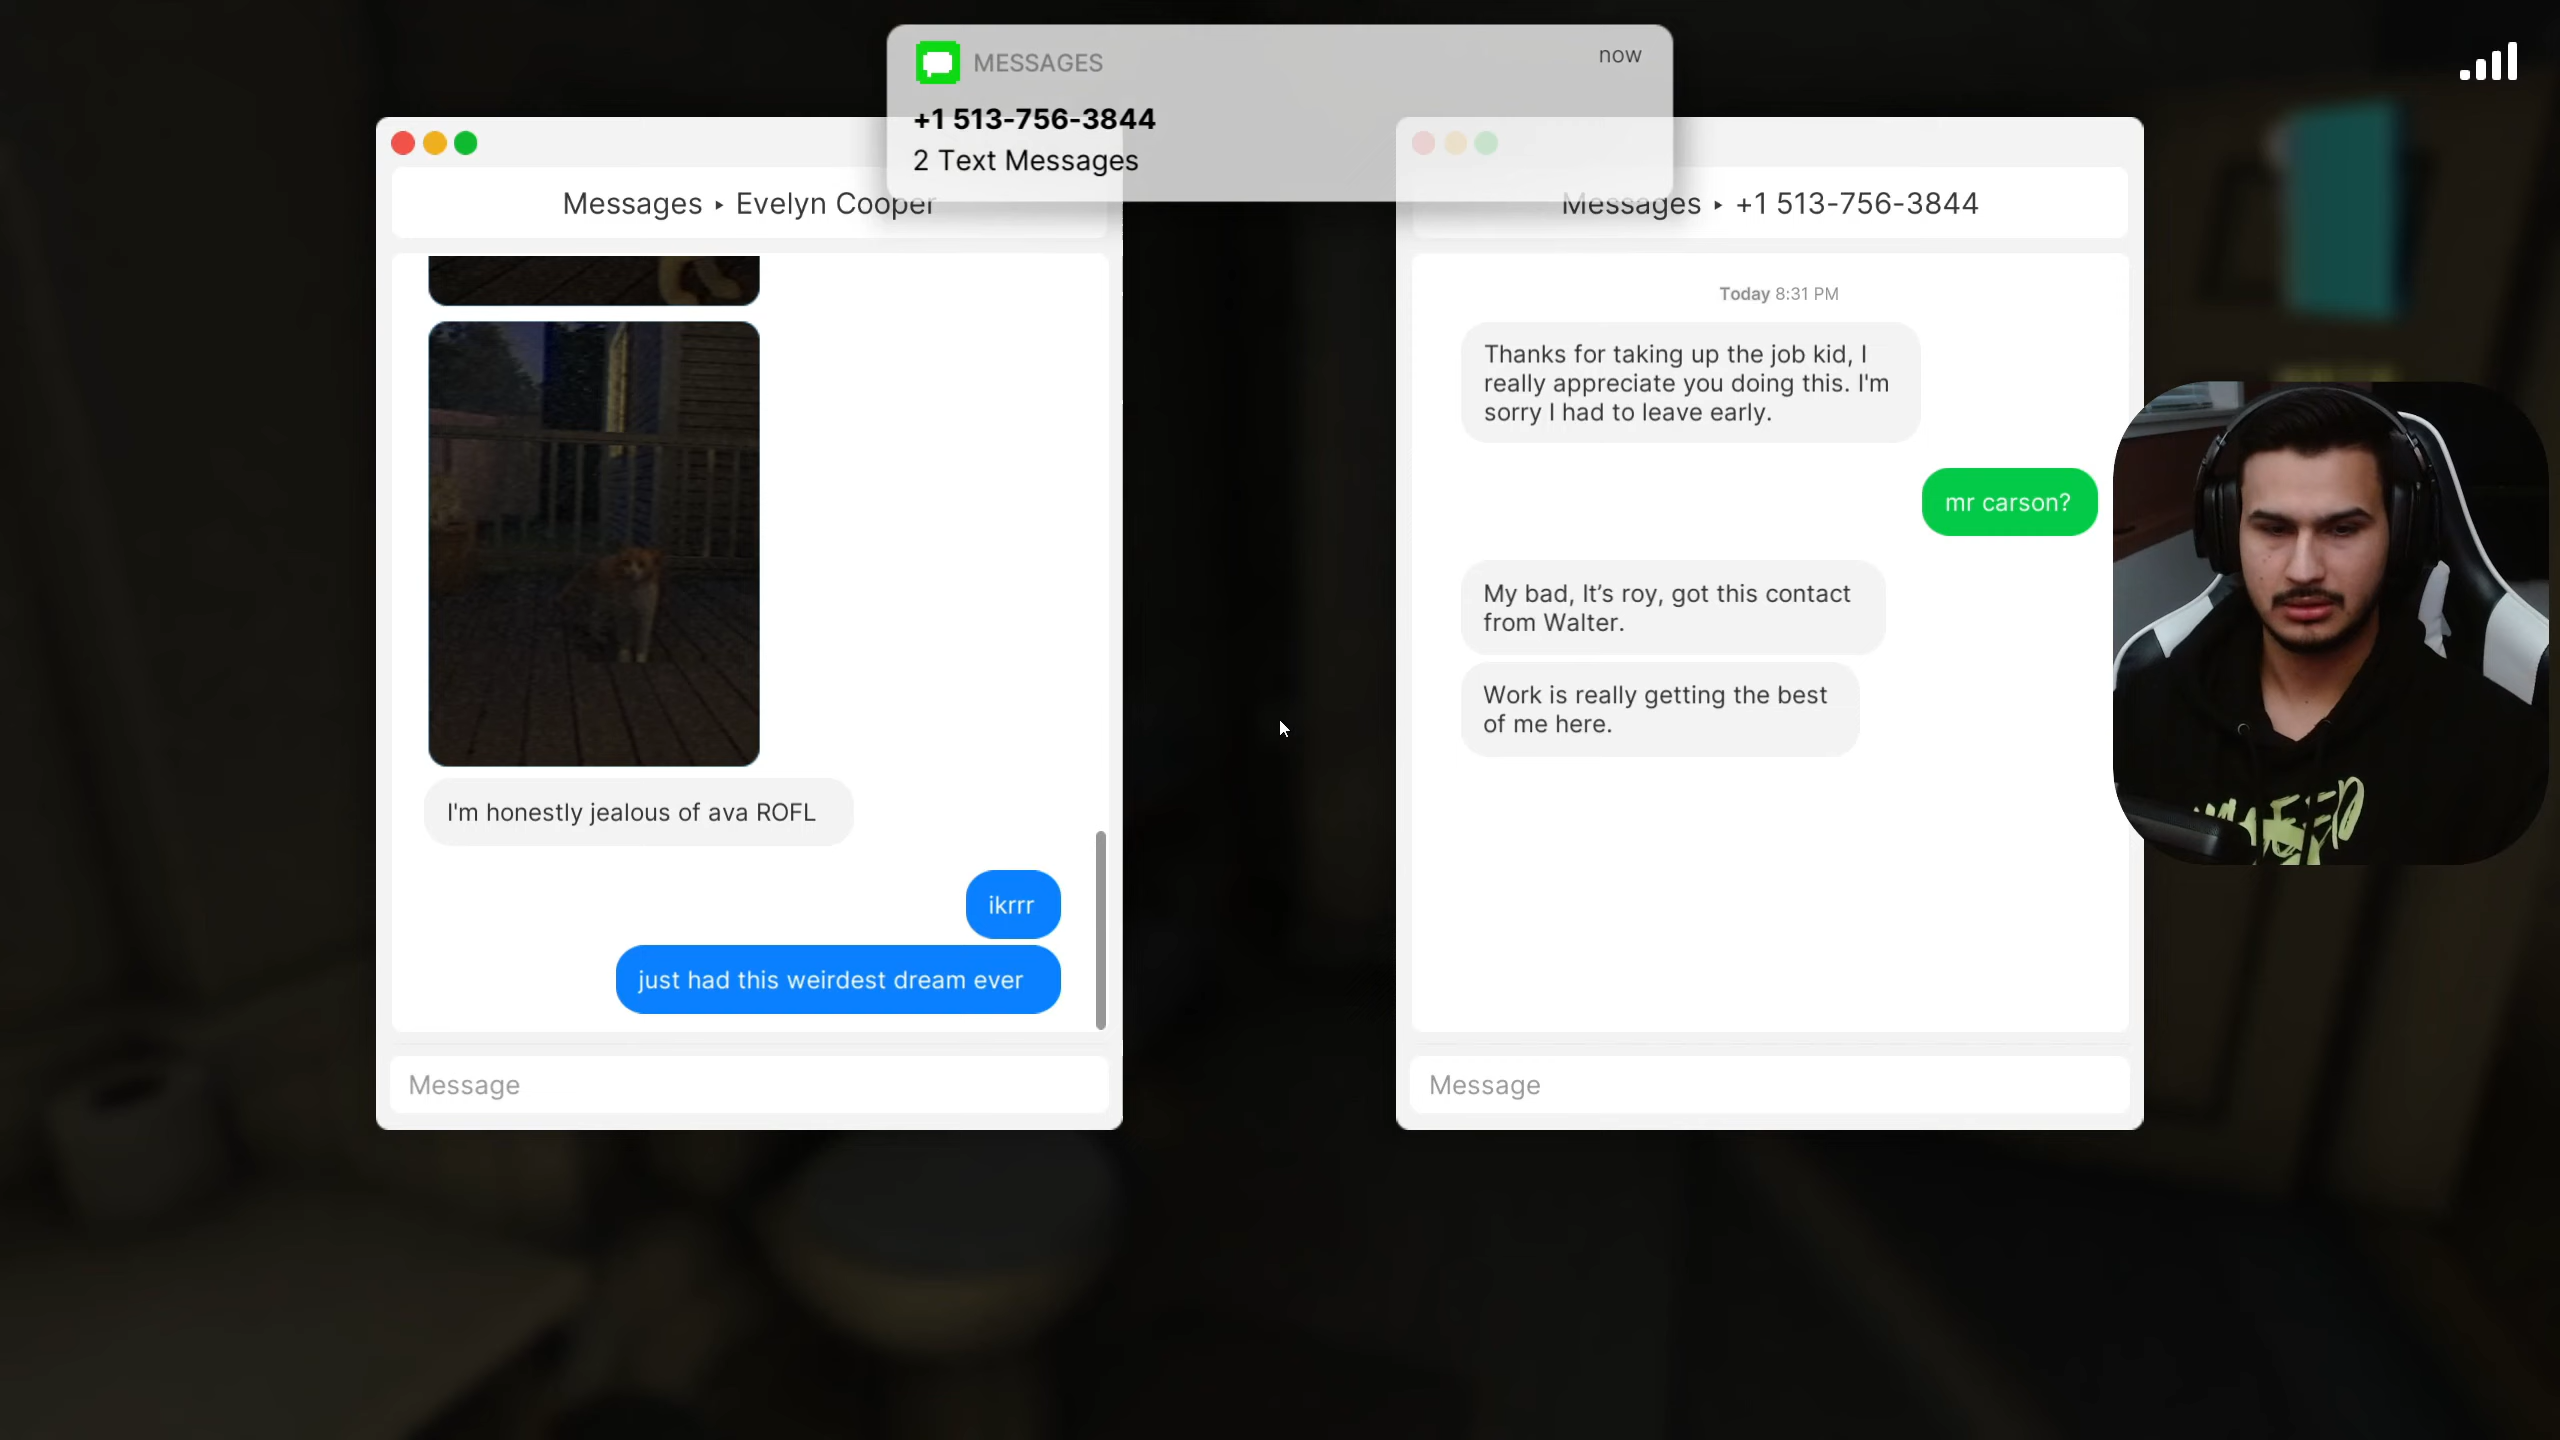 MESSAGES
now
+1 513-756-3844
2 Text Messages
Messages ▸ Evelyn Cooper
I'm honestly jealous of ava ROFL
ikrrr
just had this weirdest dream ever
Message
Messages ▸ +1 513-756-3844
Today 8:31 PM
Thanks for taking up the job kid, I
really appreciate you doing this. I'm
sorry I had to leave early.
mr carson?
My bad, It’s roy, got this contact
from Walter.
Work is really getting the best
of me here.
Message